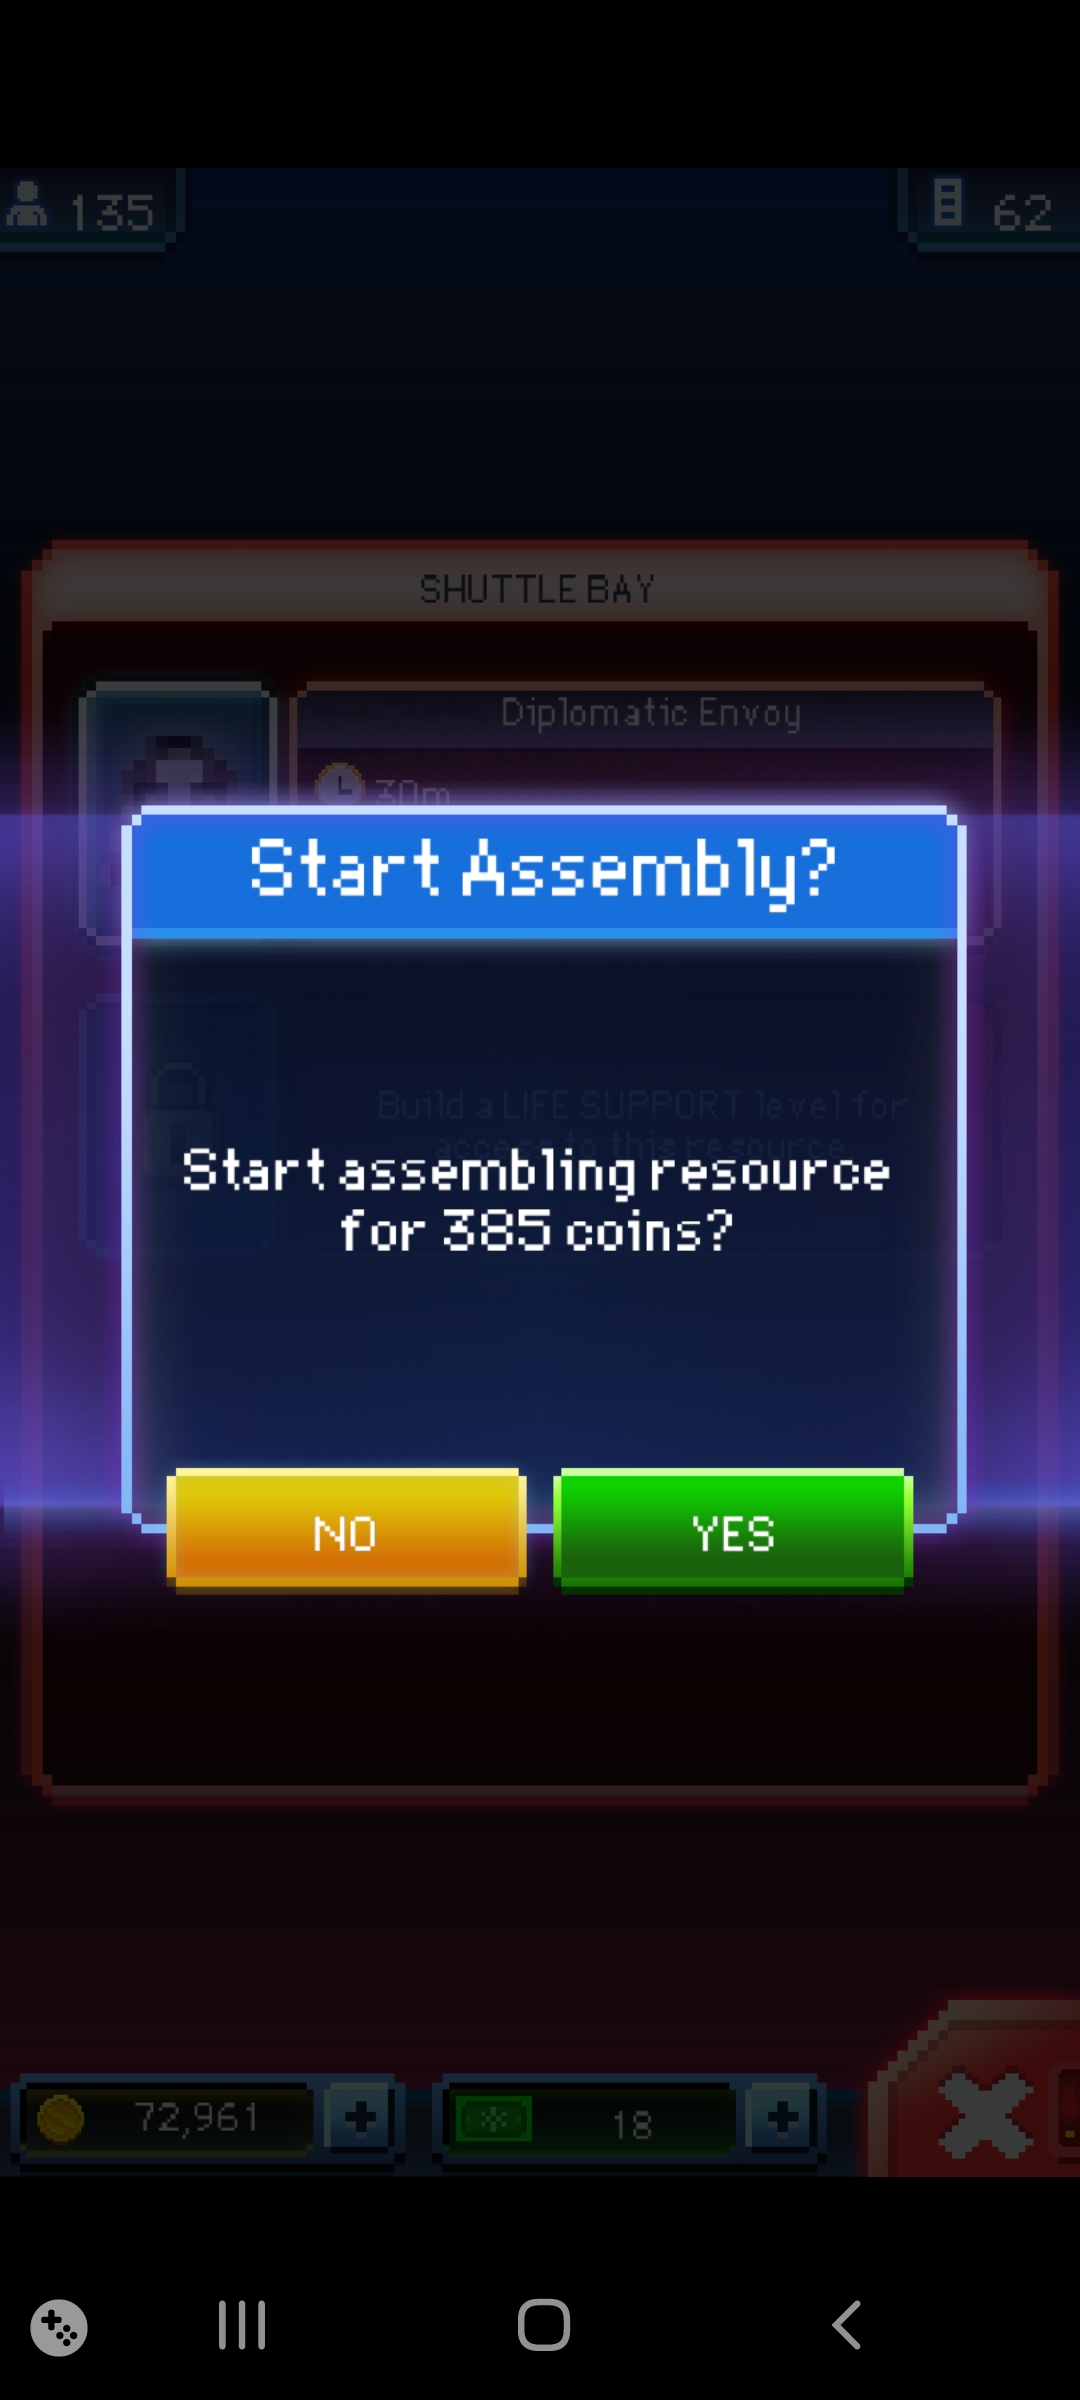 135
62
SHUTTLE BAY
Diplomatic Envoy
30m
Start Assembly?
Build a LIFE SUPPORT level for
access to this resource
Start assembling resource
for 385 coins?
NO
YES
72,961
18